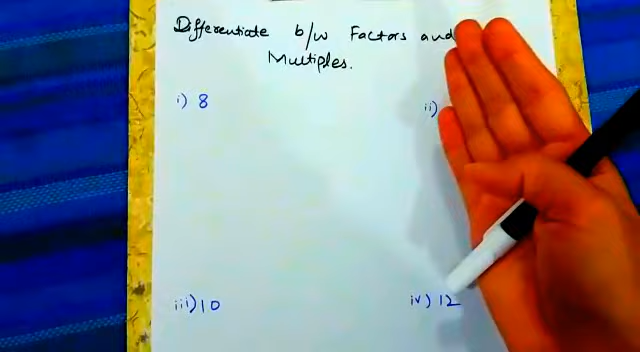 Differentiate b/w Factors and
Multiples.
i) 8
ii)
iii) 10
iv) 12